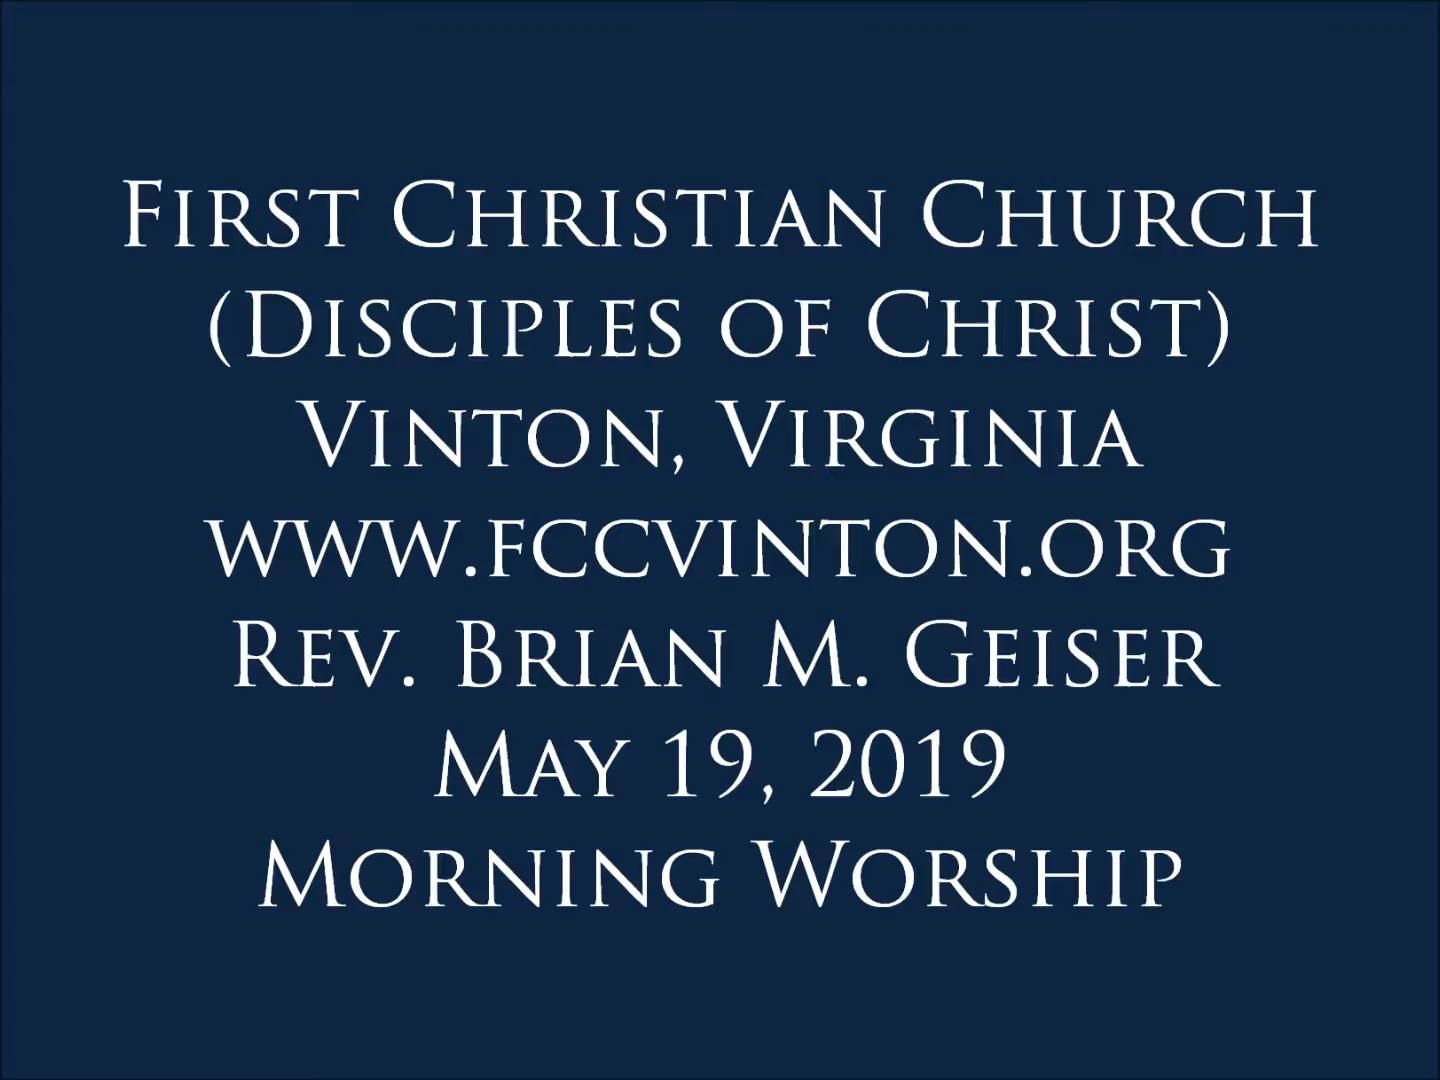 First Christian Church
(Disciples of Christ)
Vinton, Virginia
www.fccvinton.org
Rev. Brian M. Geiser
May 19, 2019
Morning Worship